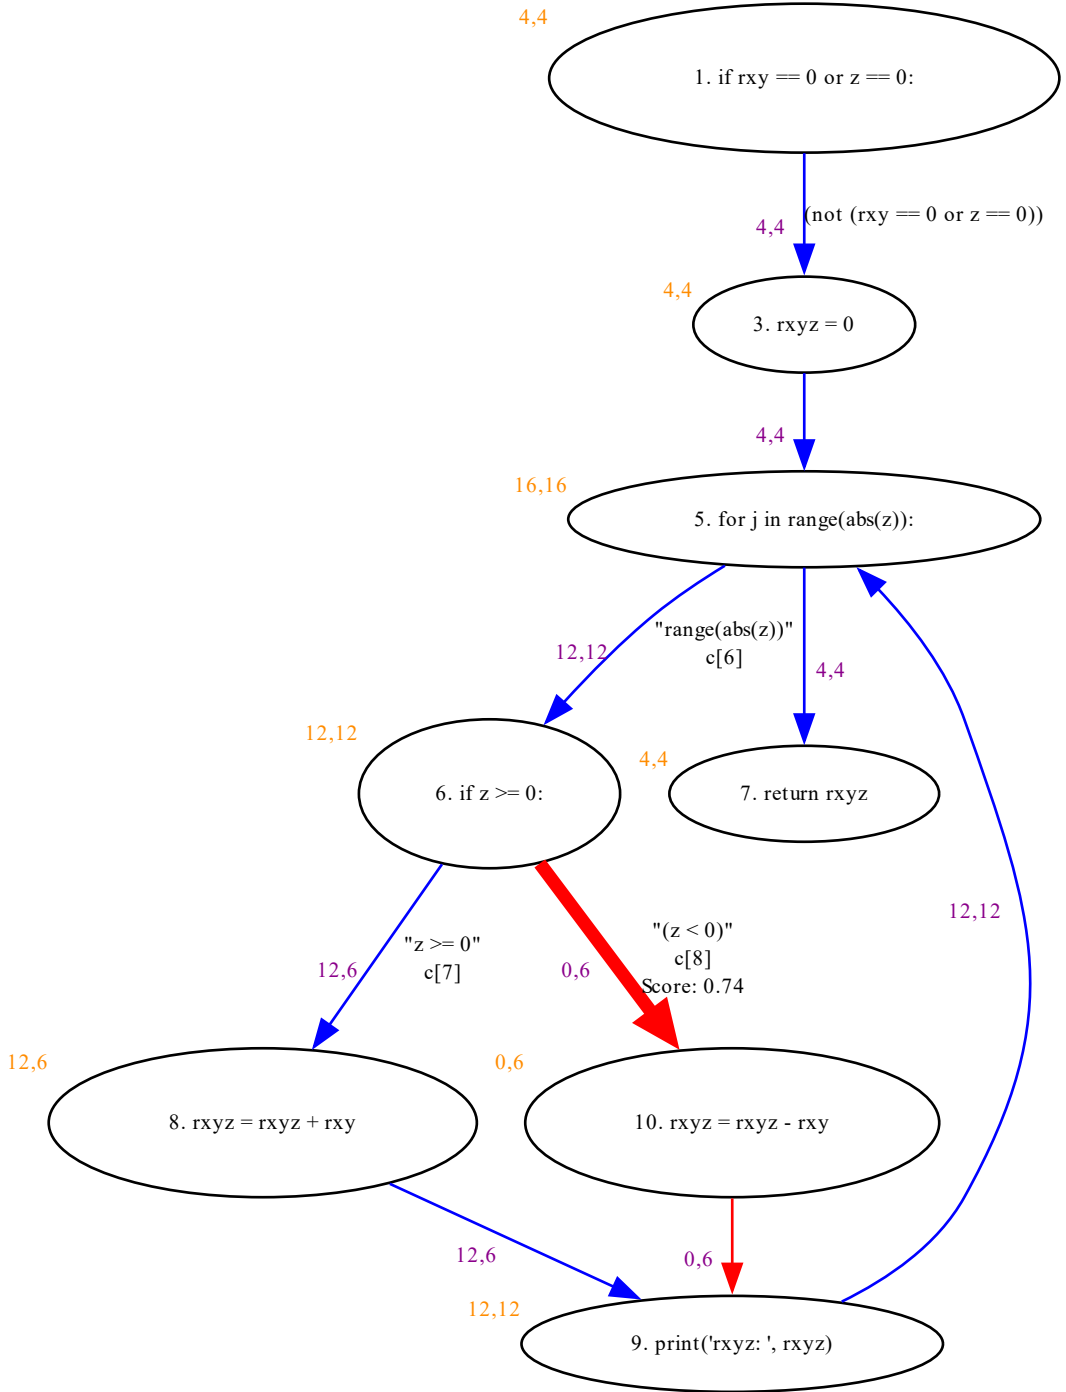 4,4
1. if rxy == 0 or z == 0:
(not (rxy == 0 or z == 0))
4,4
4,4
3. rxyz = 0
4,4
16,16
5. for j in range(abs(z)):
"range(abs(z))"
12,12
c[6]
4,4
12,12
4,4
6. if z >= 0:
7. return rxyz
12,12
"z >= 0"
c[7]
12,6
"(z < 0)"
c[8]
0,6
Score: 0.74
12,6
0,6
8. rxyz = rxyz + rxy
10. rxyz = rxyz - rxy
12,6
0,6
12,12
9. print('rxyz: ', rxyz)